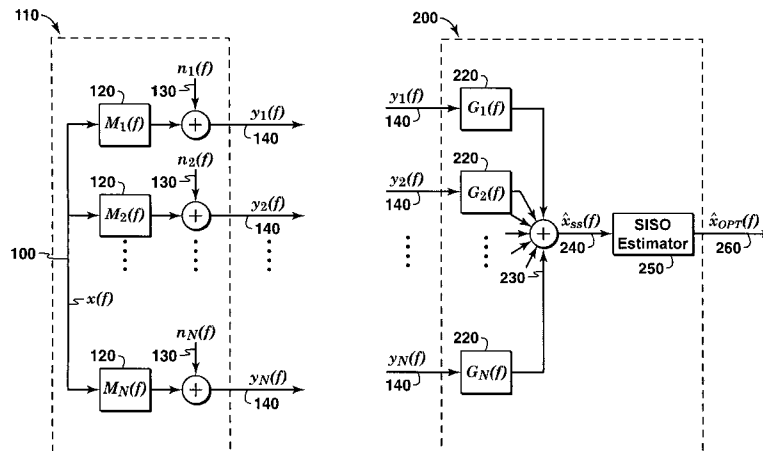 110
120
M1(f)
n1(f)
130
y1(f)
140
120
M2(f)
n2(f)
130
y2(f)
140
100
x(f)
120
MN(f)
nN(f)
130
yN(f)
140
200
y1(f)
140
220
G1(f)
y2(f)
140
220
G2(f)
230
x̂ss(f)
240
SISO
Estimator
250
x̂OPT(f)
260
yN(f)
140
220
GN(f)